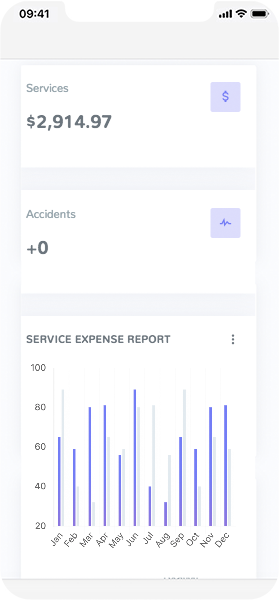 09:41
Services
$
$2,914.97
Accidents
+0
SERVICE EXPENSE REPORT
100
80
60
40
20
Jan Feb Mar Apr May Jun Jul Aug Sep Oct Nov Dec